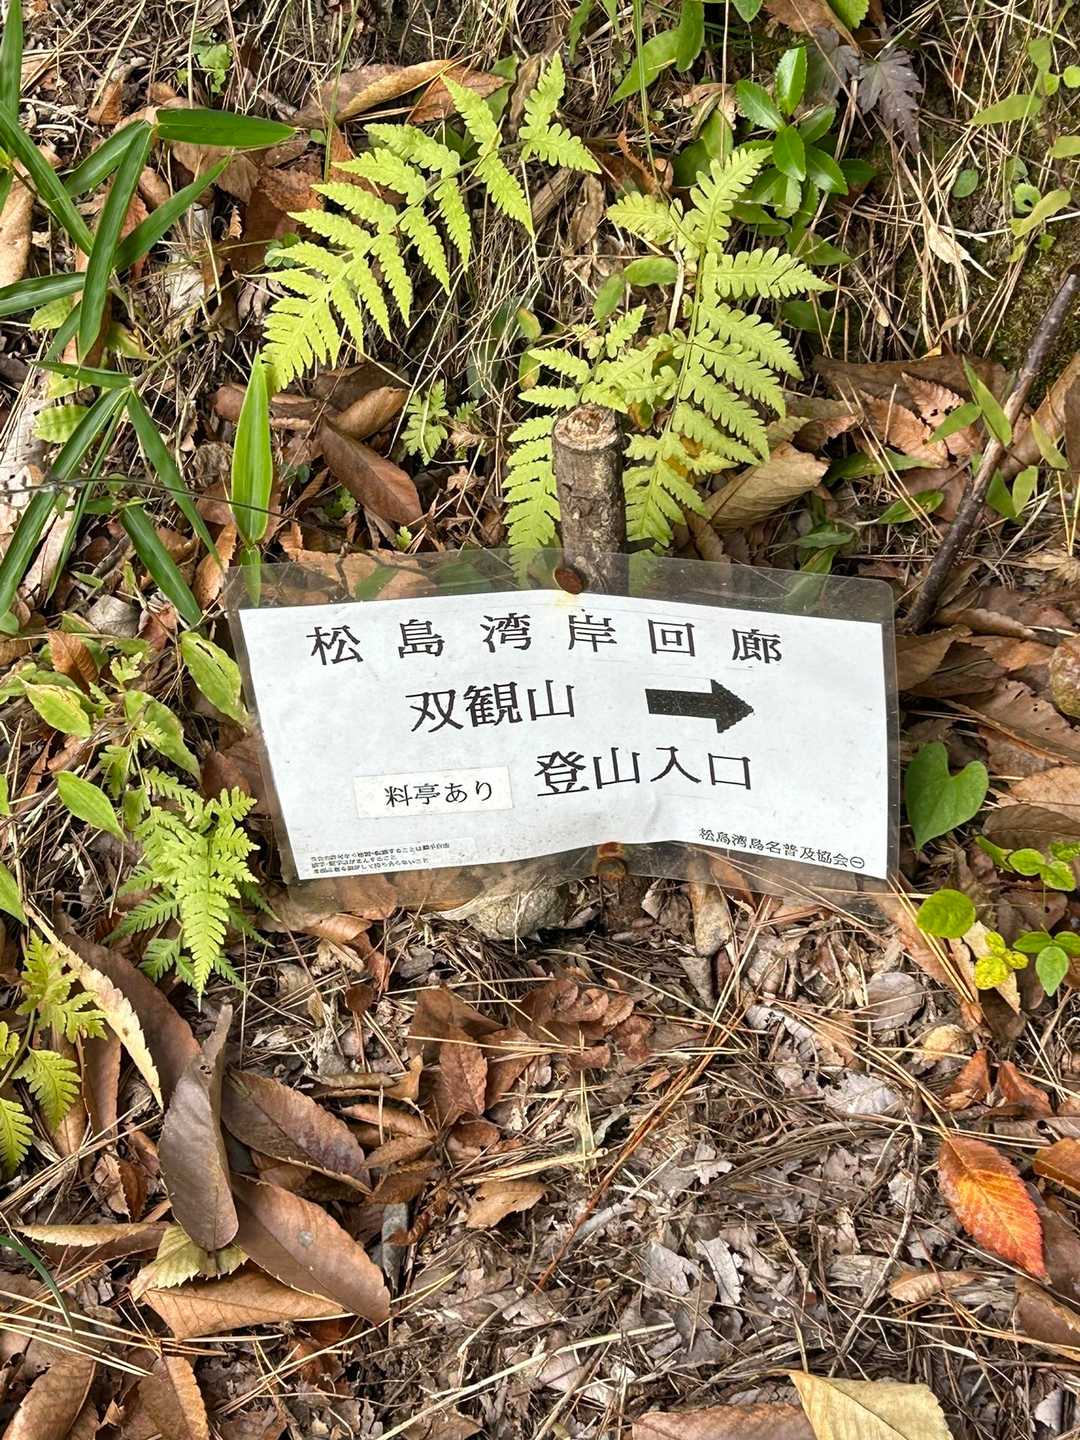 松島湾岸回廊
双観山 ➡
登山入口
料亭あり
松島湾島名普及協会㊀